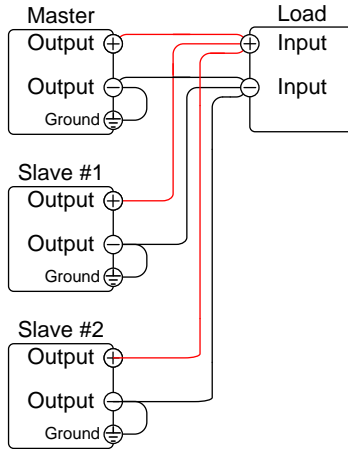 Master
Output +
Output −
Ground
Load
+ Input
− Input
Slave #1
Output +
Output −
Ground
Slave #2
Output +
Output −
Ground